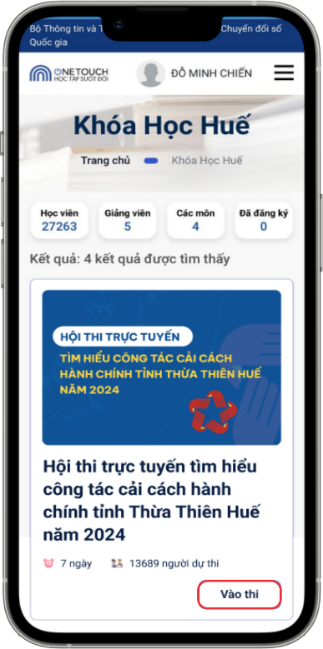 Bộ Thông tin và T
Chuyển đổi số
Quốc gia
ONETOUCH
HỌC TẬP SUỐT ĐỜI
ĐỖ MINH CHIẾN
Khóa Học Huế
Trang chủ
Khóa Học Huế
Học viên
27263
Giảng viên
5
Các môn
4
Đã đăng ký
0
Kết quả: 4 kết quả được tìm thấy
HỘI THI TRỰC TUYẾN
TÌM HIỂU CÔNG TÁC CẢI CÁCH
HÀNH CHÍNH TỈNH THỪA THIÊN HUẾ
NĂM 2024
Hội thi trực tuyến tìm hiểu
công tác cải cách hành
chính tỉnh Thừa Thiên Huế
năm 2024
7 ngày
13689 người dự thi
Vào thi